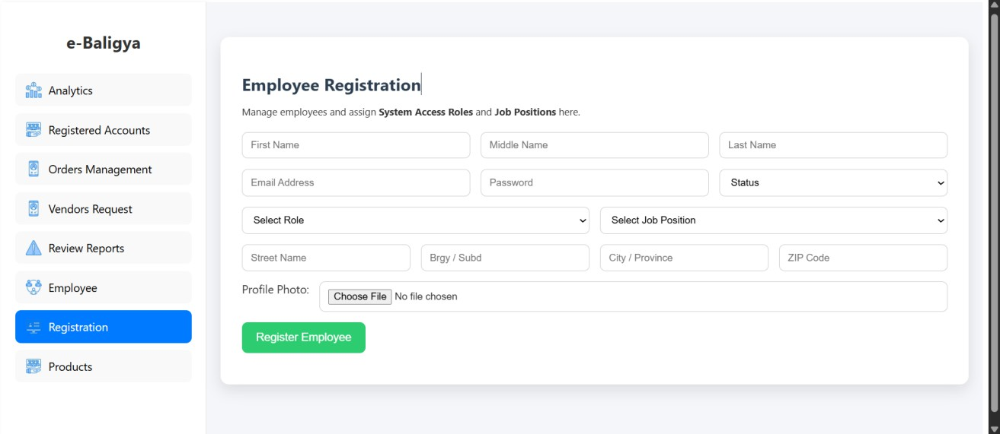 e-Baligya
Analytics
Registered Accounts
Orders Management
Vendors Request
Review Reports
Employee
Registration
Products
Employee Registration
Manage employees and assign System Access Roles and Job Positions here.
First Name Middle Name Last Name
Email Address Password Status
Select Role Select Job Position
Street Name Brgy / Subd City / Province ZIP Code
Profile Photo: Choose File No file chosen
Register Employee